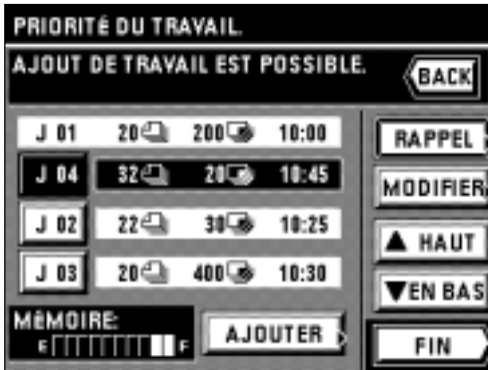 PRIORITÉ DU TRAVAIL.
AJOUT DE TRAVAIL EST POSSIBLE.
BACK
J 01 20 200 10:00
RAPPEL
J 04 32 20 10:45
MODIFIER
J 02 22 30 10:25
▲ HAUT
J 03 20 400 10:30
▼EN BAS
MÉMOIRE:
E F
AJOUTER
FIN